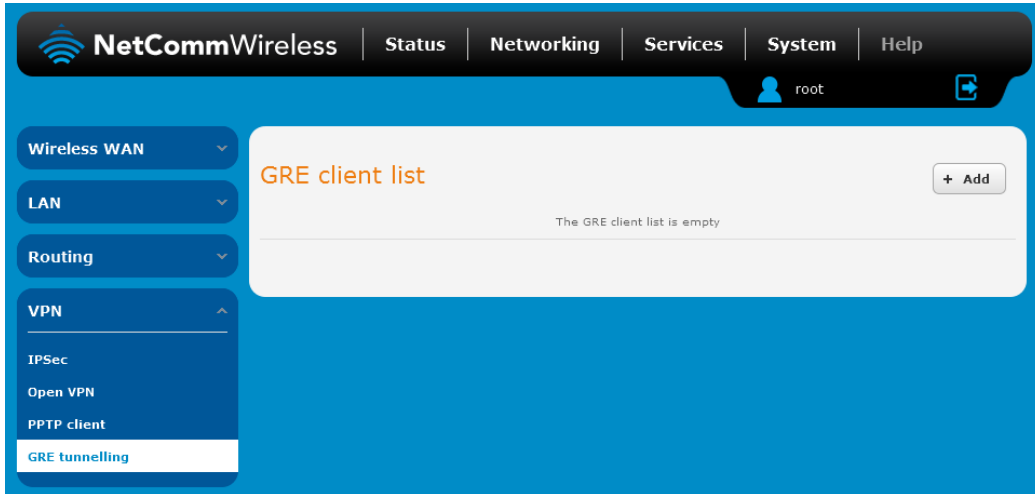 NetCommWireless Status Networking Services System Help
root
Wireless WAN
LAN
Routing
VPN
IPSec
Open VPN
PPTP client
GRE tunnelling
GRE client list
+ Add
The GRE client list is empty